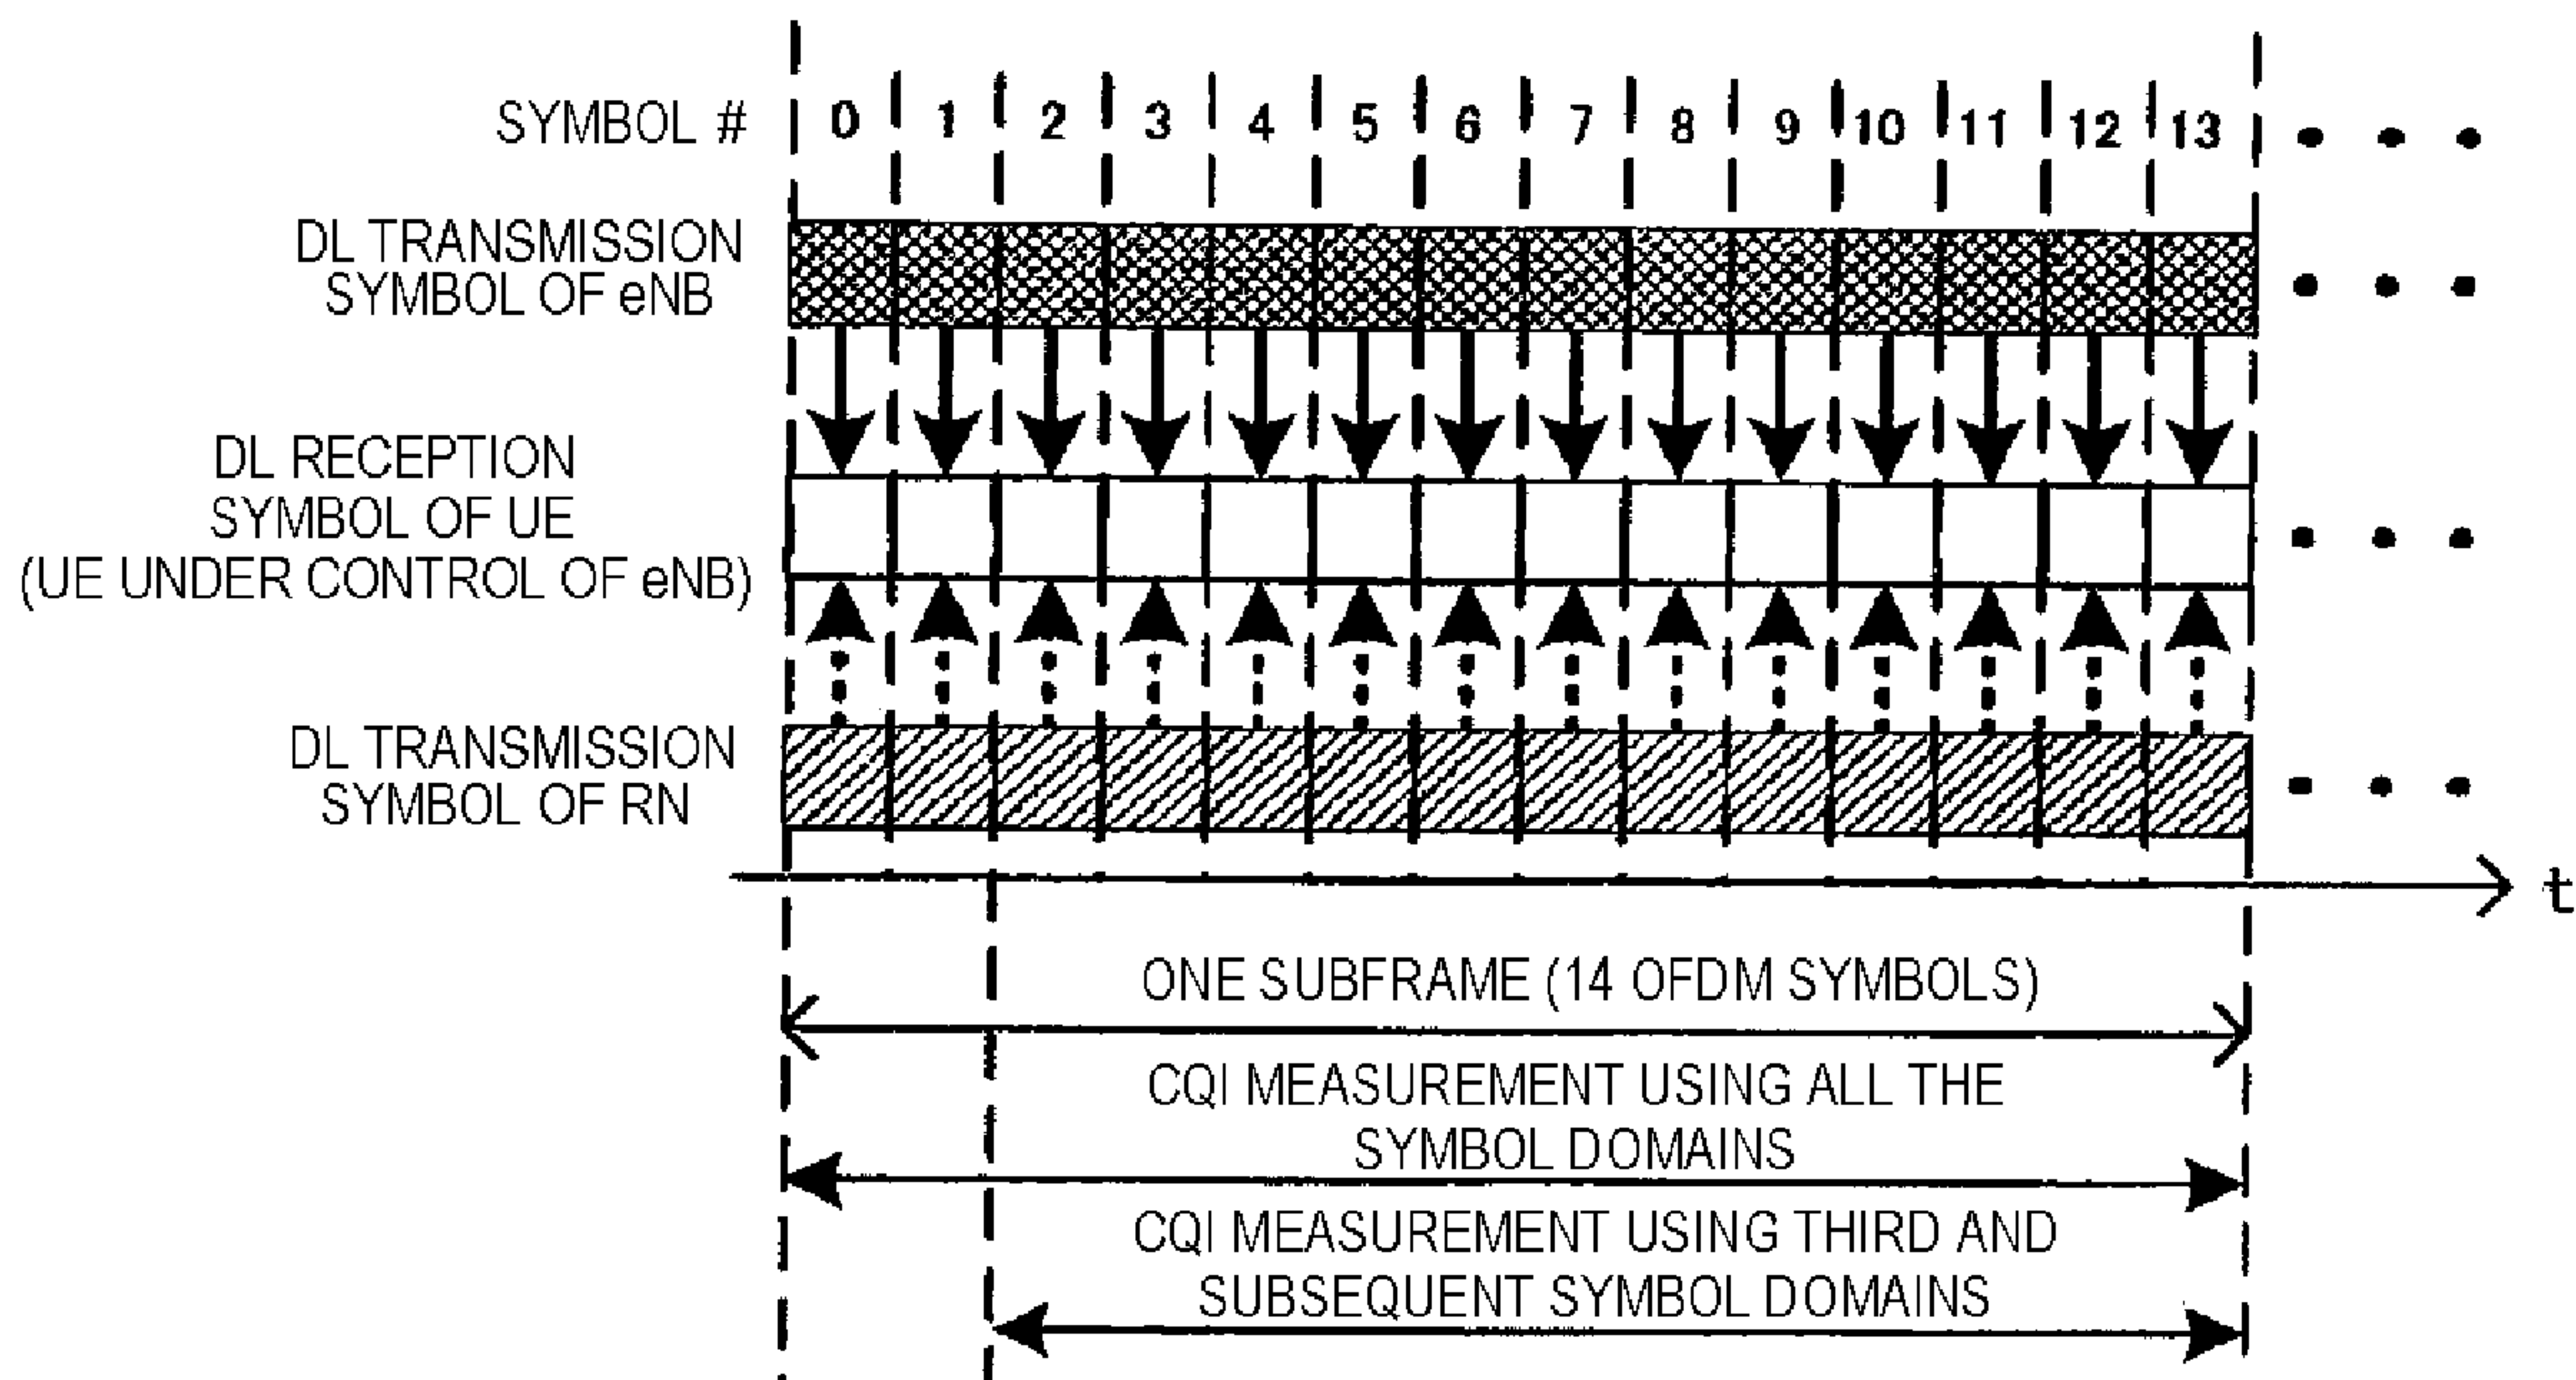 SYMBOL # 0 1 2 3 4 5 6 7 8 9 10 11 12 13
DL TRANSMISSION
SYMBOL OF eNB
DL RECEPTION
SYMBOL OF UE
(UE UNDER CONTROL OF eNB)
DL TRANSMISSION
SYMBOL OF RN
t
ONE SUBFRAME (14 OFDM SYMBOLS)
CQI MEASUREMENT USING ALL THE
SYMBOL DOMAINS
CQI MEASUREMENT USING THIRD AND
SUBSEQUENT SYMBOL DOMAINS